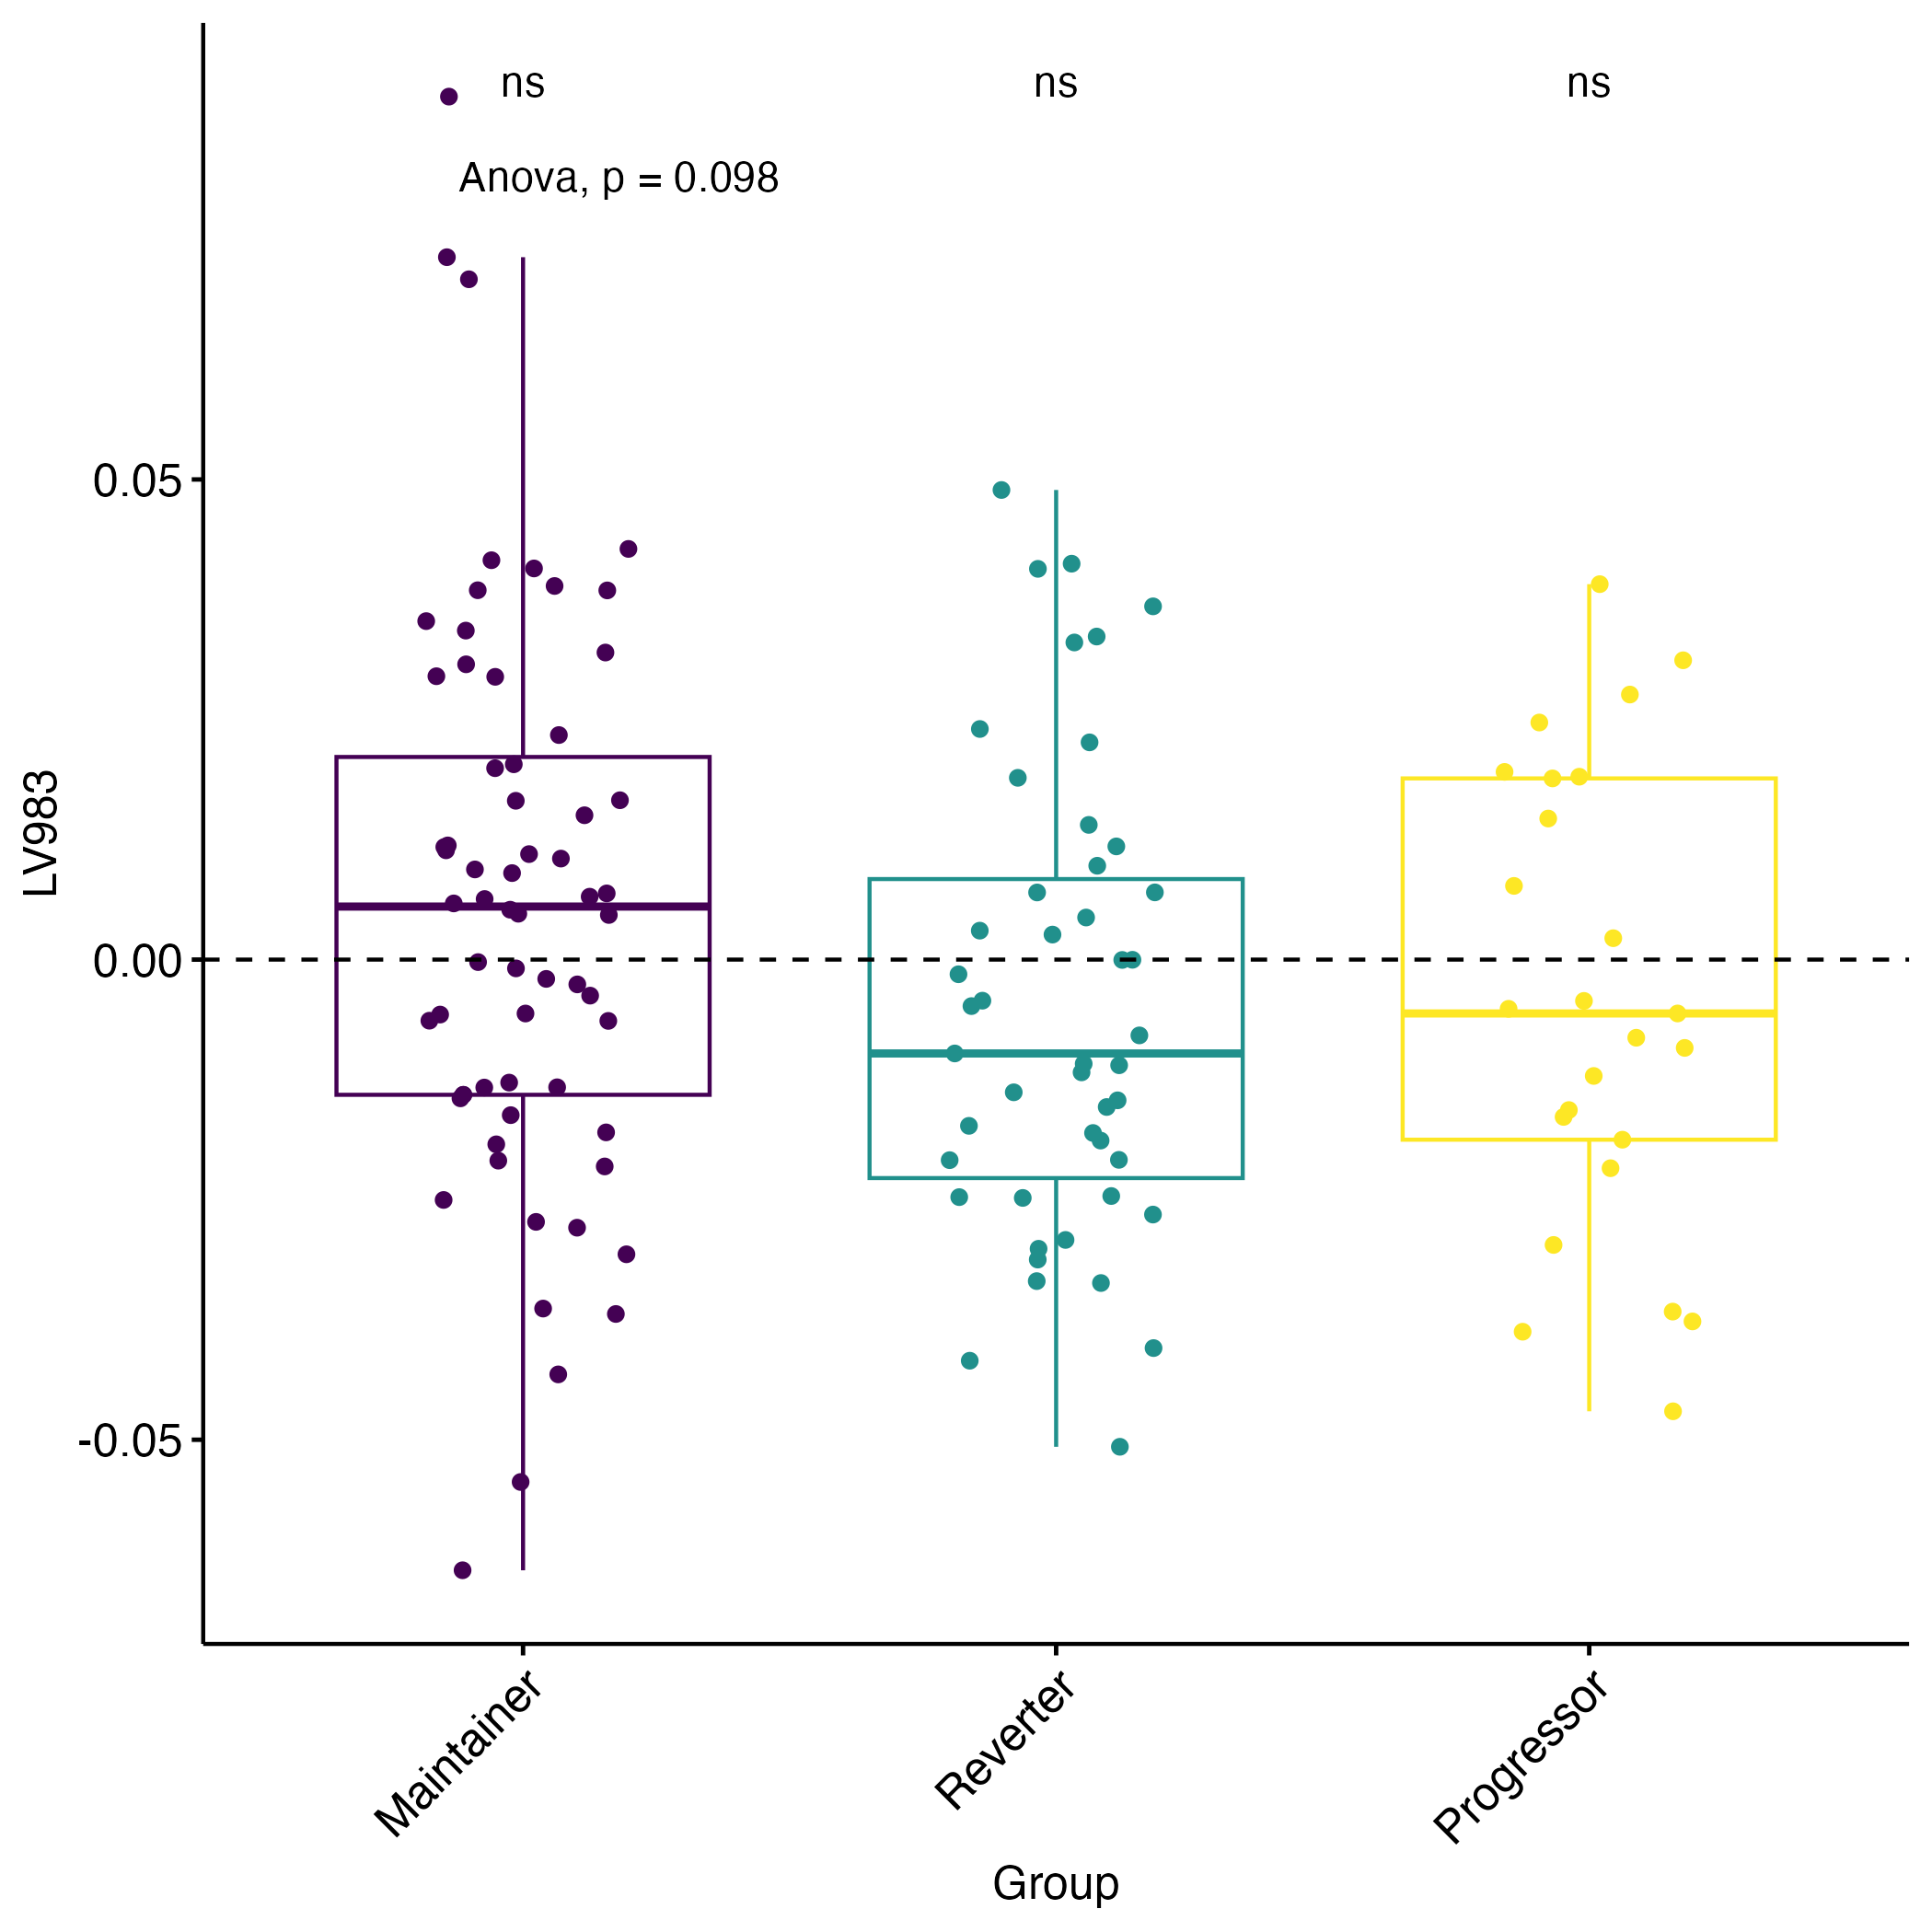 ns ns ns
Anova, p = 0.098
LV983
0.05
0.00
-0.05
Maintainer
Reverter
Progressor
Group